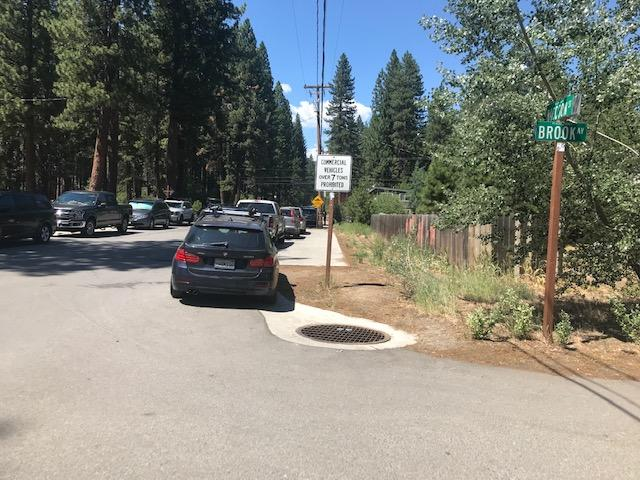 COMMERCIAL
VEHICLES
OVER 7 TONS
PROHIBITED
BROOK AV